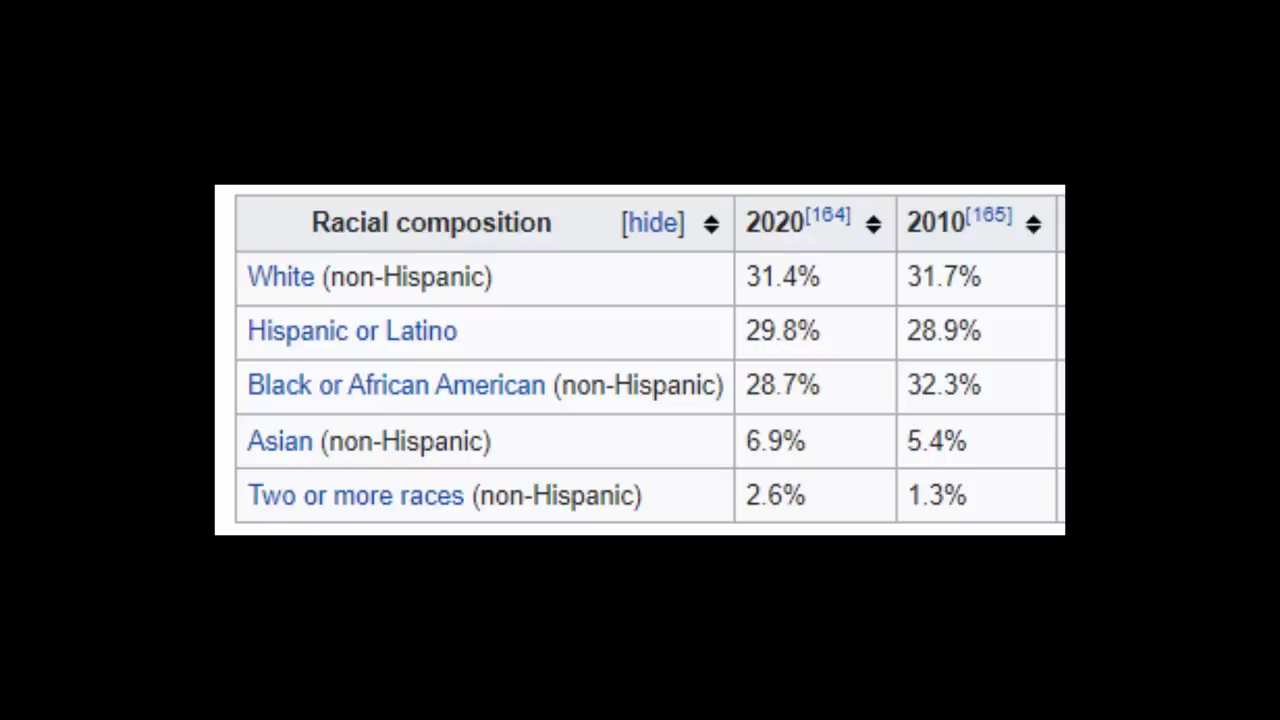 Racial composition [hide] 2020[164] 2010[165]
White (non-Hispanic) 31.4% 31.7%
Hispanic or Latino 29.8% 28.9%
Black or African American (non-Hispanic) 28.7% 32.3%
Asian (non-Hispanic) 6.9% 5.4%
Two or more races (non-Hispanic) 2.6% 1.3%